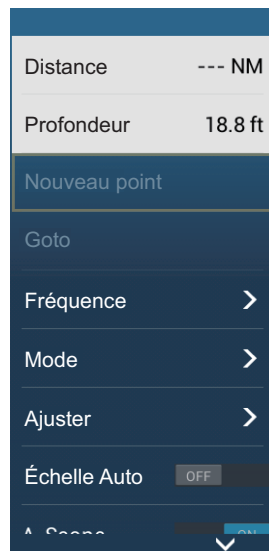 Distance --- NM
Profondeur 18.8 ft
Nouveau point
Goto
Fréquence
Mode
Ajuster
Échelle Auto OFF